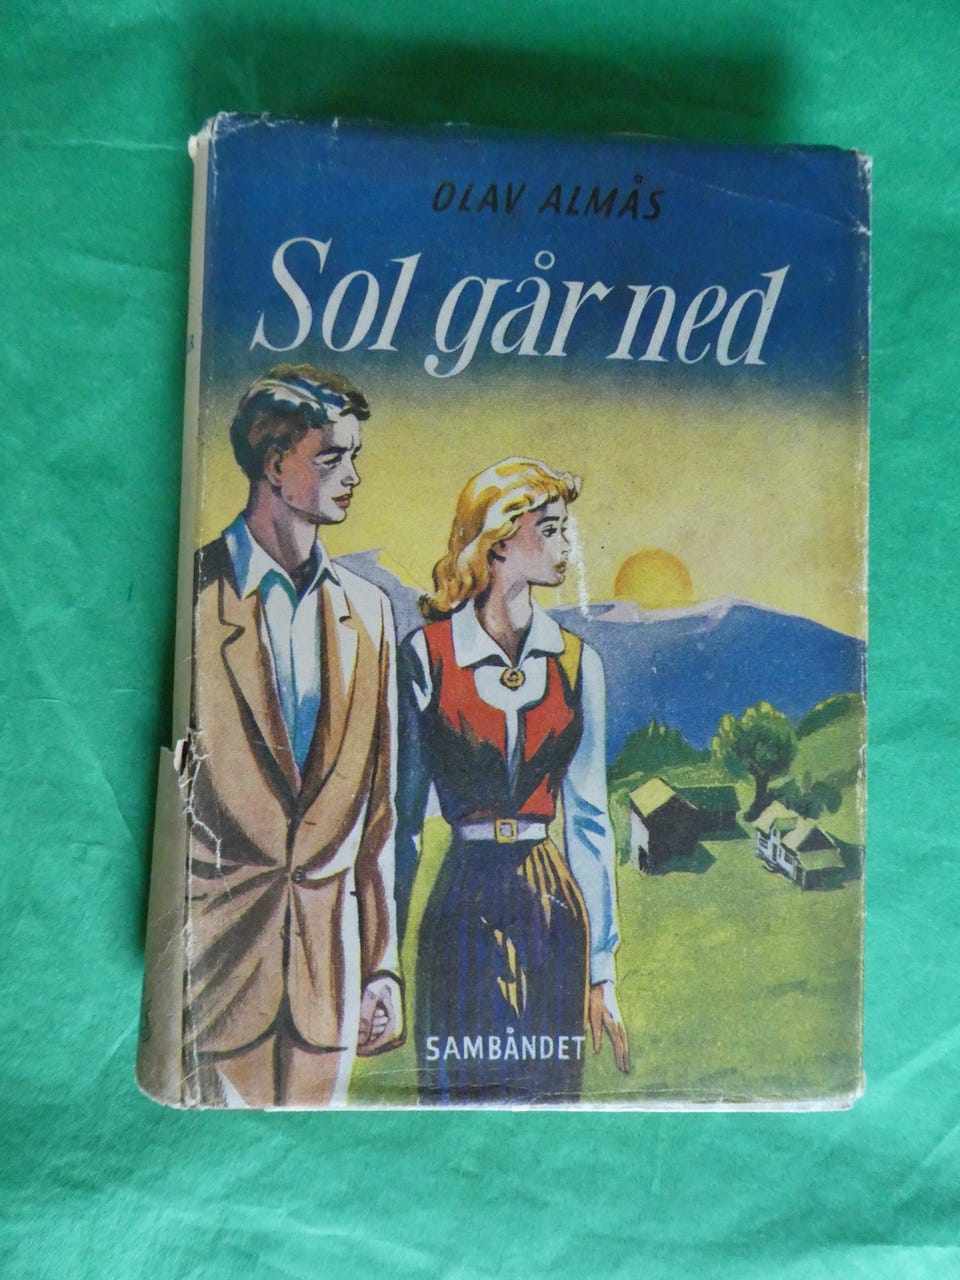 OLAV ALMÅS
Sol går ned
SAMBÅNDET